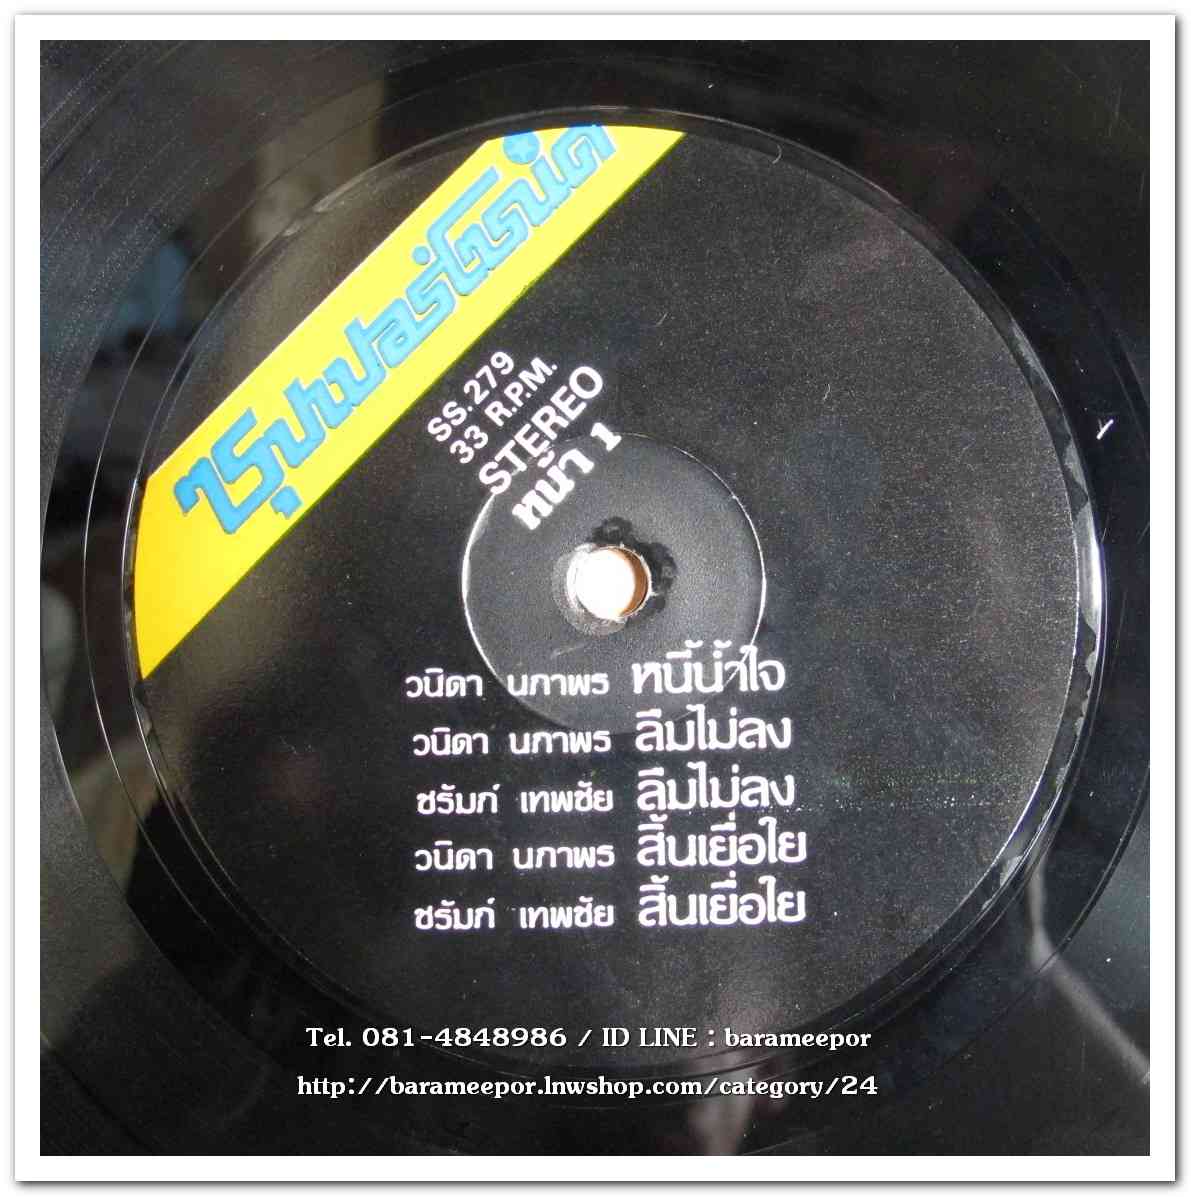 ซุปเปอร์โซนิค
SS. 279
33 R.P.M.
STEREO
หน้า 1
วนิดา นภาพร หนี้น้ำใจ
วนิดา นภาพร ลืมไม่ลง
ชรัมภ์ เทพชัย ลืมไม่ลง
วนิดา นภาพร สิ้นเยื่อใย
ชรัมภ์ เทพชัย สิ้นเยื่อใย
Tel. 081-4848986 / ID LINE : barameepor
http://barameepor.lnwshop.com/category/24